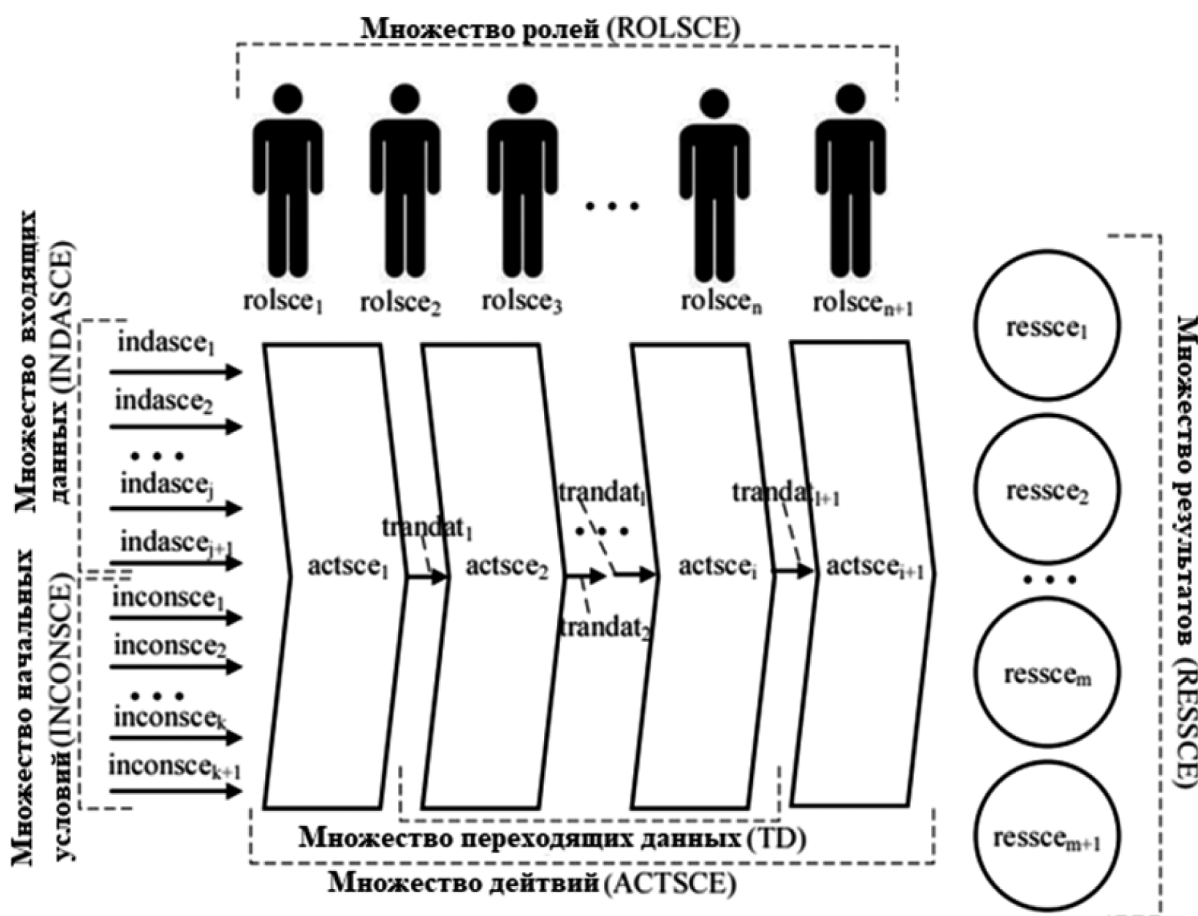 Множество ролей (ROLSCE)
• • •
rolsce₁
rolsce₂
rolsce₃
rolsceₙ
rolsceₙ₊₁
Множество входящих
данных (INDASCE)
indasce₁
indasce₂
• • •
indasceⱼ
indasceⱼ₊₁
Множество начальных
условий (INCONSCE)
inconsce₁
inconsce₂
• • •
inconsceₖ
inconsceₖ₊₁
actsce₁
trandat₁
actsce₂
trandatₗ
• • •
trandat₂
actsceᵢ
trandatₗ₊₁
actsceᵢ₊₁
ressce₁
ressce₂
• • •
ressceₘ
ressceₘ₊₁
Множество результатов (RESSCE)
Множество переходящих данных (TD)
Множество дейтвий (ACTSCE)